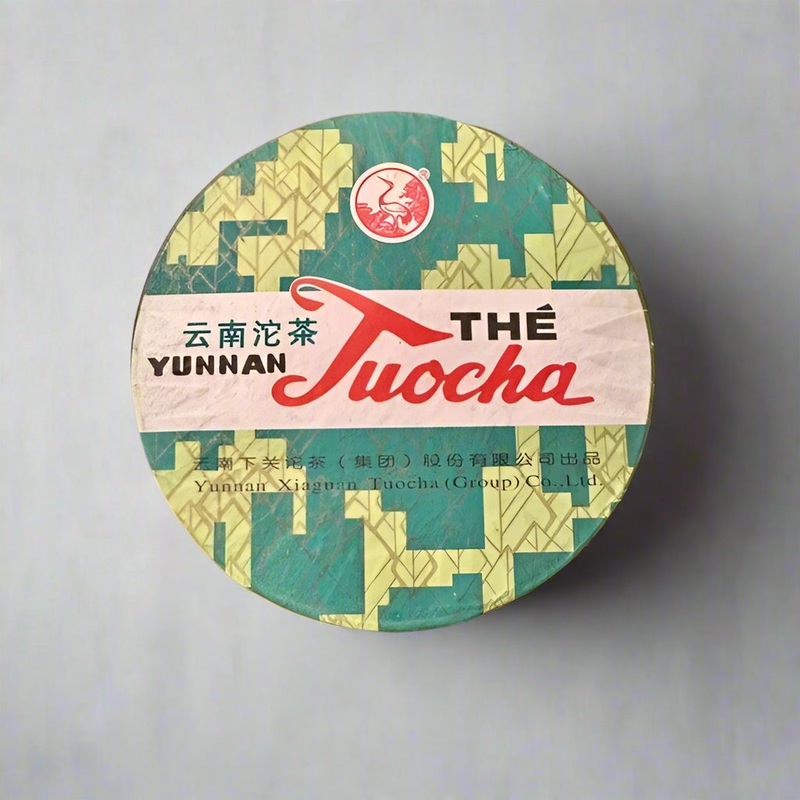 云南沱茶
YUNNAN
THÉ
Tuocha
云南下关沱茶（集团）股份有限公司出品
Yunnan Xiaguan Tuocha (Group) Co.,Ltd.